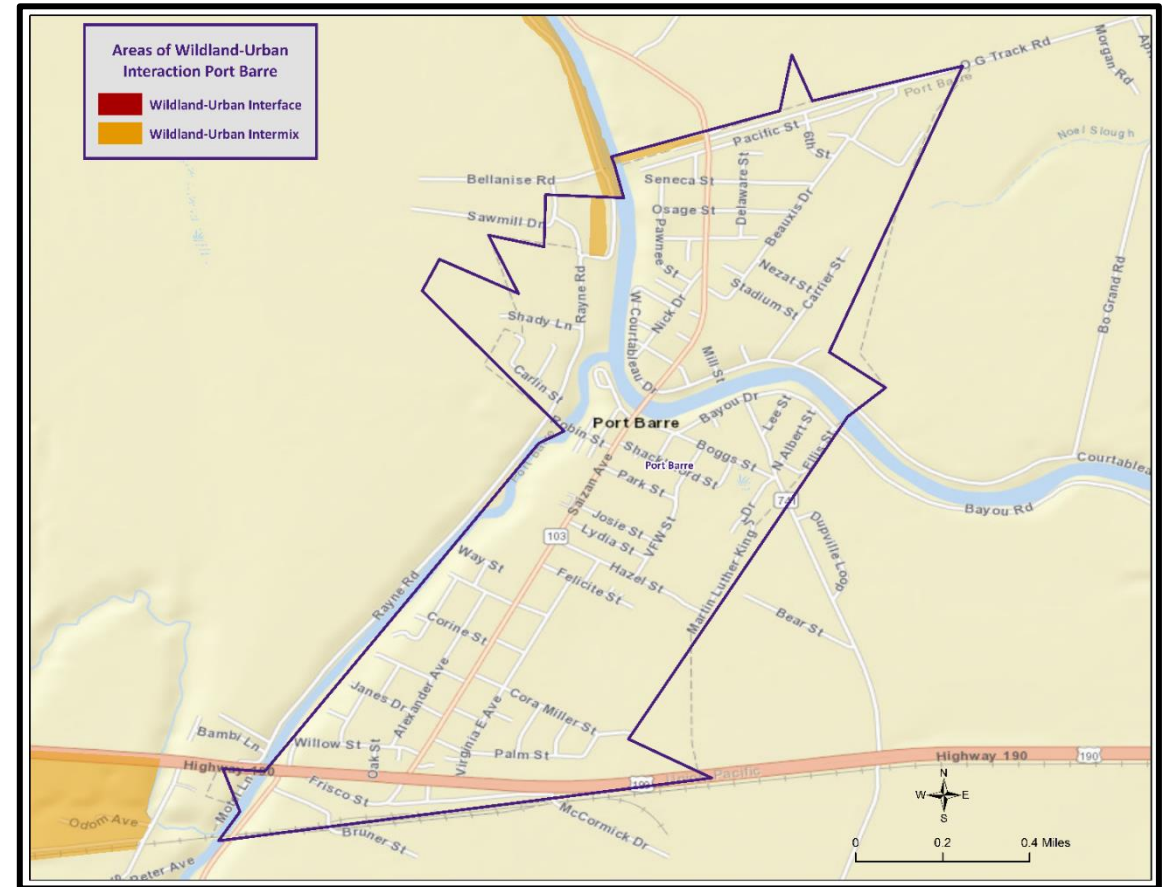 Areas of Wildland-Urban
Interaction Port Barre
Wildland-Urban Interface
Wildland-Urban Intermix
O G Track Rd
Port Barre
Morgan Rd
Noel Slough
Pacific St
6th St
Bellanise Rd
Seneca St
Delaware St
Sawmill Dr
Osage St
Pawnee St
Beauxis Dr
Nezat St
Carrier St
Stadium St
Rayne Rd
W Courtableau Dr
Nick Dr
Shady Ln
Bo Grand Rd
Mill St
Carlin St
Bayou Dr
Lee St
Port Barre
Robin St
N Albert St
Ellis St
Boggs St
Port Barre
Shackleford St
Park St
Saizan Ave
741
Bayou Rd
Josie St
Lydia St
VFW St
Martin Luther King Dr
Dupville Loop
103
Way St
Hazel St
Felicite St
Rayne Rd
Bear St
Corine St
Janes Dr
Alexander Ave
Cora Miller St
Virginia E Ave
Bambi Ln
Willow St
Oak St
Palm St
Highway 190
Highway 190
190
190
Pacific
Motel Ln
Frisco St
N
W E
S
Odom Ave
Bruner St
McCormick Dr
0 0.2 0.4 Miles